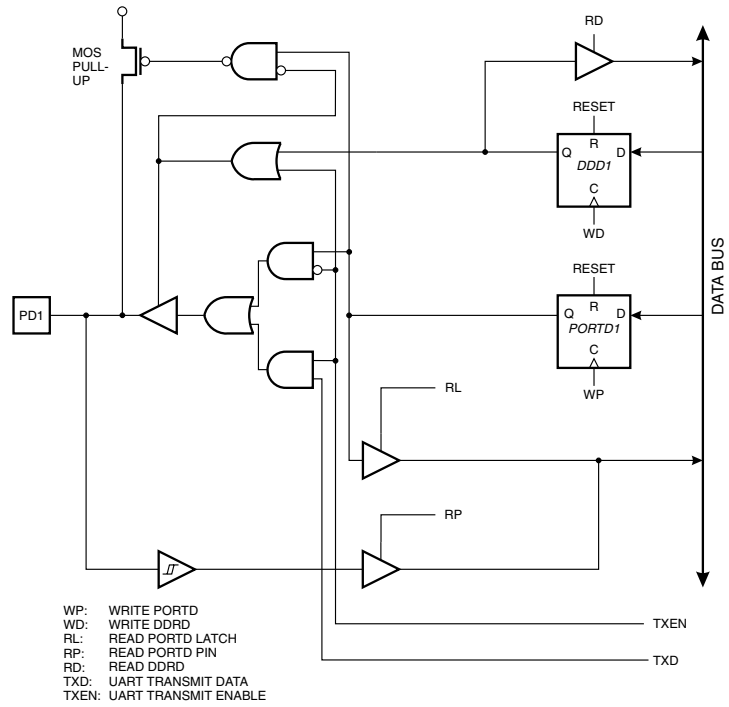 RD
MOS
PULL-
UP
RESET
R
Q
D
DDD1
C
WD
DATA BUS
RESET
R
PD1
Q
D
PORTD1
C
WP
RL
RP
WP: WRITE PORTD
WD: WRITE DDRD
RL: READ PORTD LATCH
RP: READ PORTD PIN
RD: READ DDRD
TXD: UART TRANSMIT DATA
TXEN: UART TRANSMIT ENABLE
TXEN
TXD